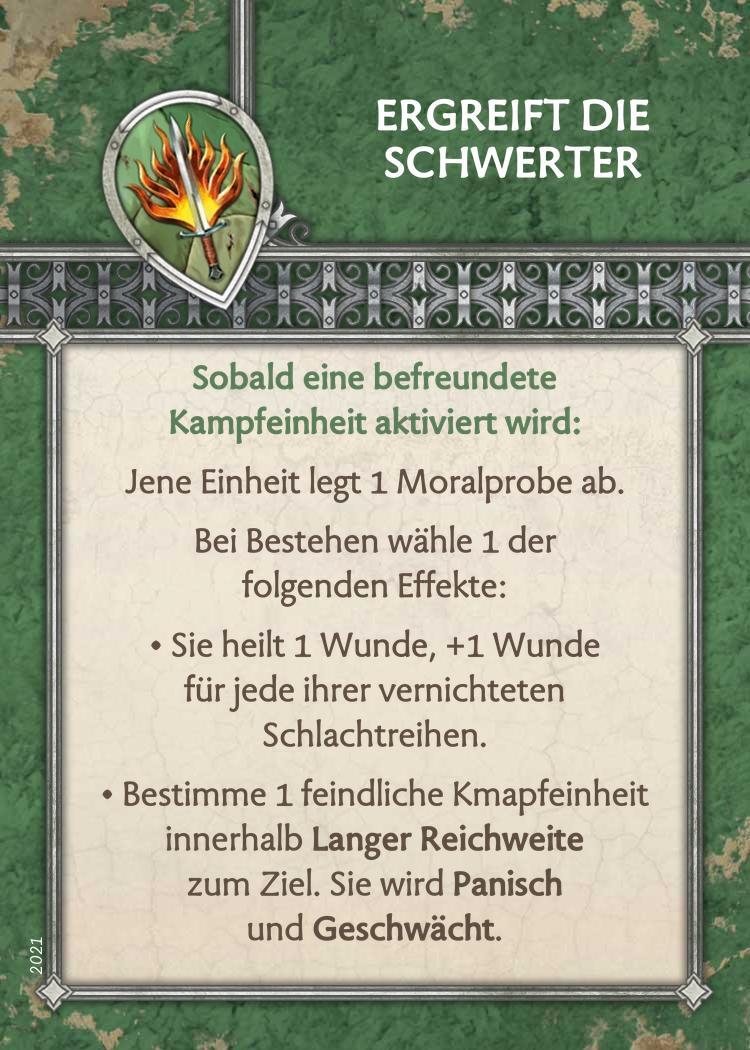 ERGREIFT DIE
SCHWERTER
Sobald eine befreundete
Kampfeinheit aktiviert wird:
Jene Einheit legt 1 Moralprobe ab.
Bei Bestehen wähle 1 der
folgenden Effekte:
• Sie heilt 1 Wunde, +1 Wunde
für jede ihrer vernichteten
Schlachtreihen.
• Bestimme 1 feindliche Kmapfeinheit
innerhalb Langer Reichweite
zum Ziel. Sie wird Panisch
und Geschwächt.
2021